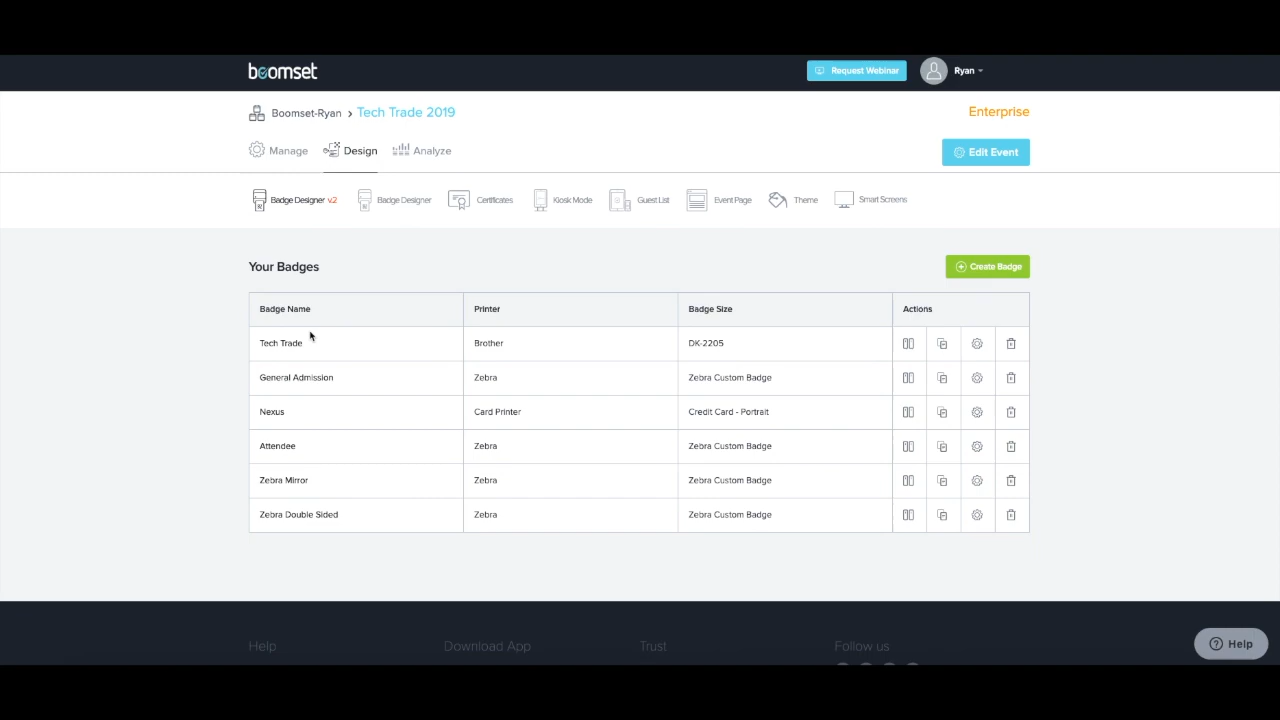 boomset
Request Webinar
Ryan
Boomset-Ryan > Tech Trade 2019
Enterprise
Manage
Design
Analyze
Edit Event
Badge Designer v.2
Badge Designer
Certificates
Kiosk Mode
Guest List
Event Page
Theme
Smart Screens
Your Badges
Create Badge
Badge Name Printer Badge Size Actions
Tech Trade Brother DK-2205
General Admission Zebra Zebra Custom Badge
Nexus Card Printer Credit Card - Portrait
Attendee Zebra Zebra Custom Badge
Zebra Mirror Zebra Zebra Custom Badge
Zebra Double Sided Zebra Zebra Custom Badge
Help Download App Trust Follow us
Help